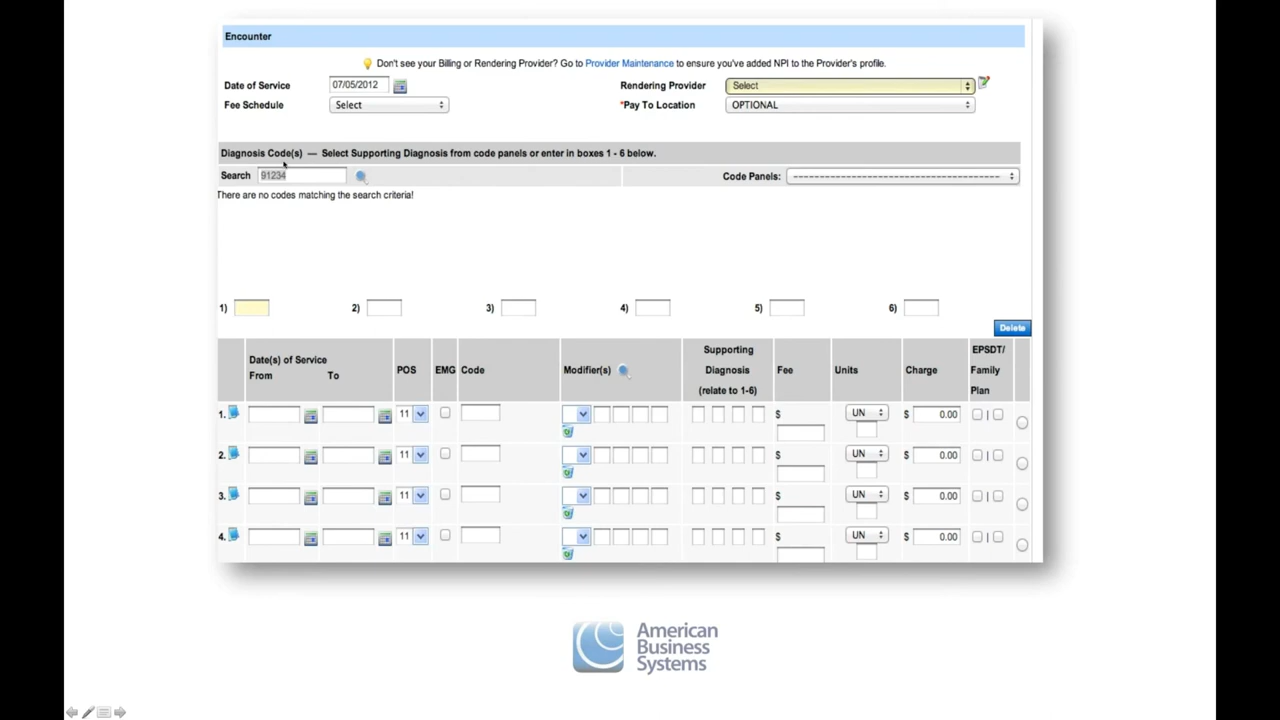 Encounter
Don't see your Billing or Rendering Provider? Go to Provider Maintenance to ensure you've added NPI to the Provider's profile.
Date of Service 07/05/2012 Rendering Provider Select
Fee Schedule Select *Pay To Location OPTIONAL
Diagnosis Code(s) — Select Supporting Diagnosis from code panels or enter in boxes 1 - 6 below.
Search 91234 Code Panels: ----------------------------------------
There are no codes matching the search criteria!
1) 2) 3) 4) 5) 6)
Delete
Date(s) of Service
From To
POS
EMG
Code
Modifier(s)
Supporting
Diagnosis
(relate to 1-6)
Fee
Units
Charge
EPSDT/
Family
Plan
1. 11 $ UN $ 0.00 |
2. 11 $ UN $ 0.00 |
3. 11 $ UN $ 0.00 |
4. 11 $ UN $ 0.00 |
American
Business
Systems